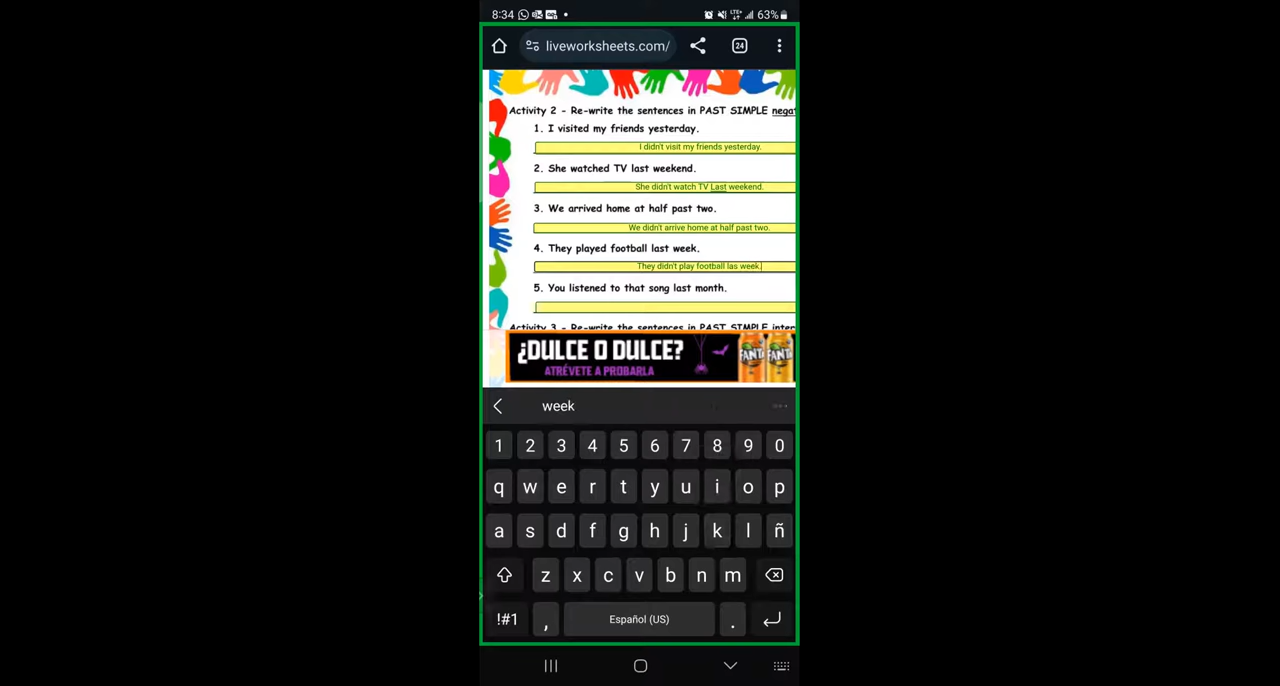 8:34 LTE+ 63%
liveworksheets.com/ 24
Activity 2 - Re-write the sentences in PAST SIMPLE negat
1. I visited my friends yesterday.
I didn't visit my friends yesterday.
2. She watched TV last weekend.
She didn't watch TV Last weekend.
3. We arrived home at half past two.
We didn't arrive home at half past two.
4. They played football last week.
They didn't play football las week
5. You listened to that song last month.
Activity 3 - Re-write the sentences in PAST SIMPLE inter
¿DULCE O DULCE? FANTA FANTA
ATRÉVETE A PROBARLA
week
1 2 3 4 5 6 7 8 9 0
q w e r t y u i o p
a s d f g h j k l ñ
z x c v b n m
!#1 , Español (US) .